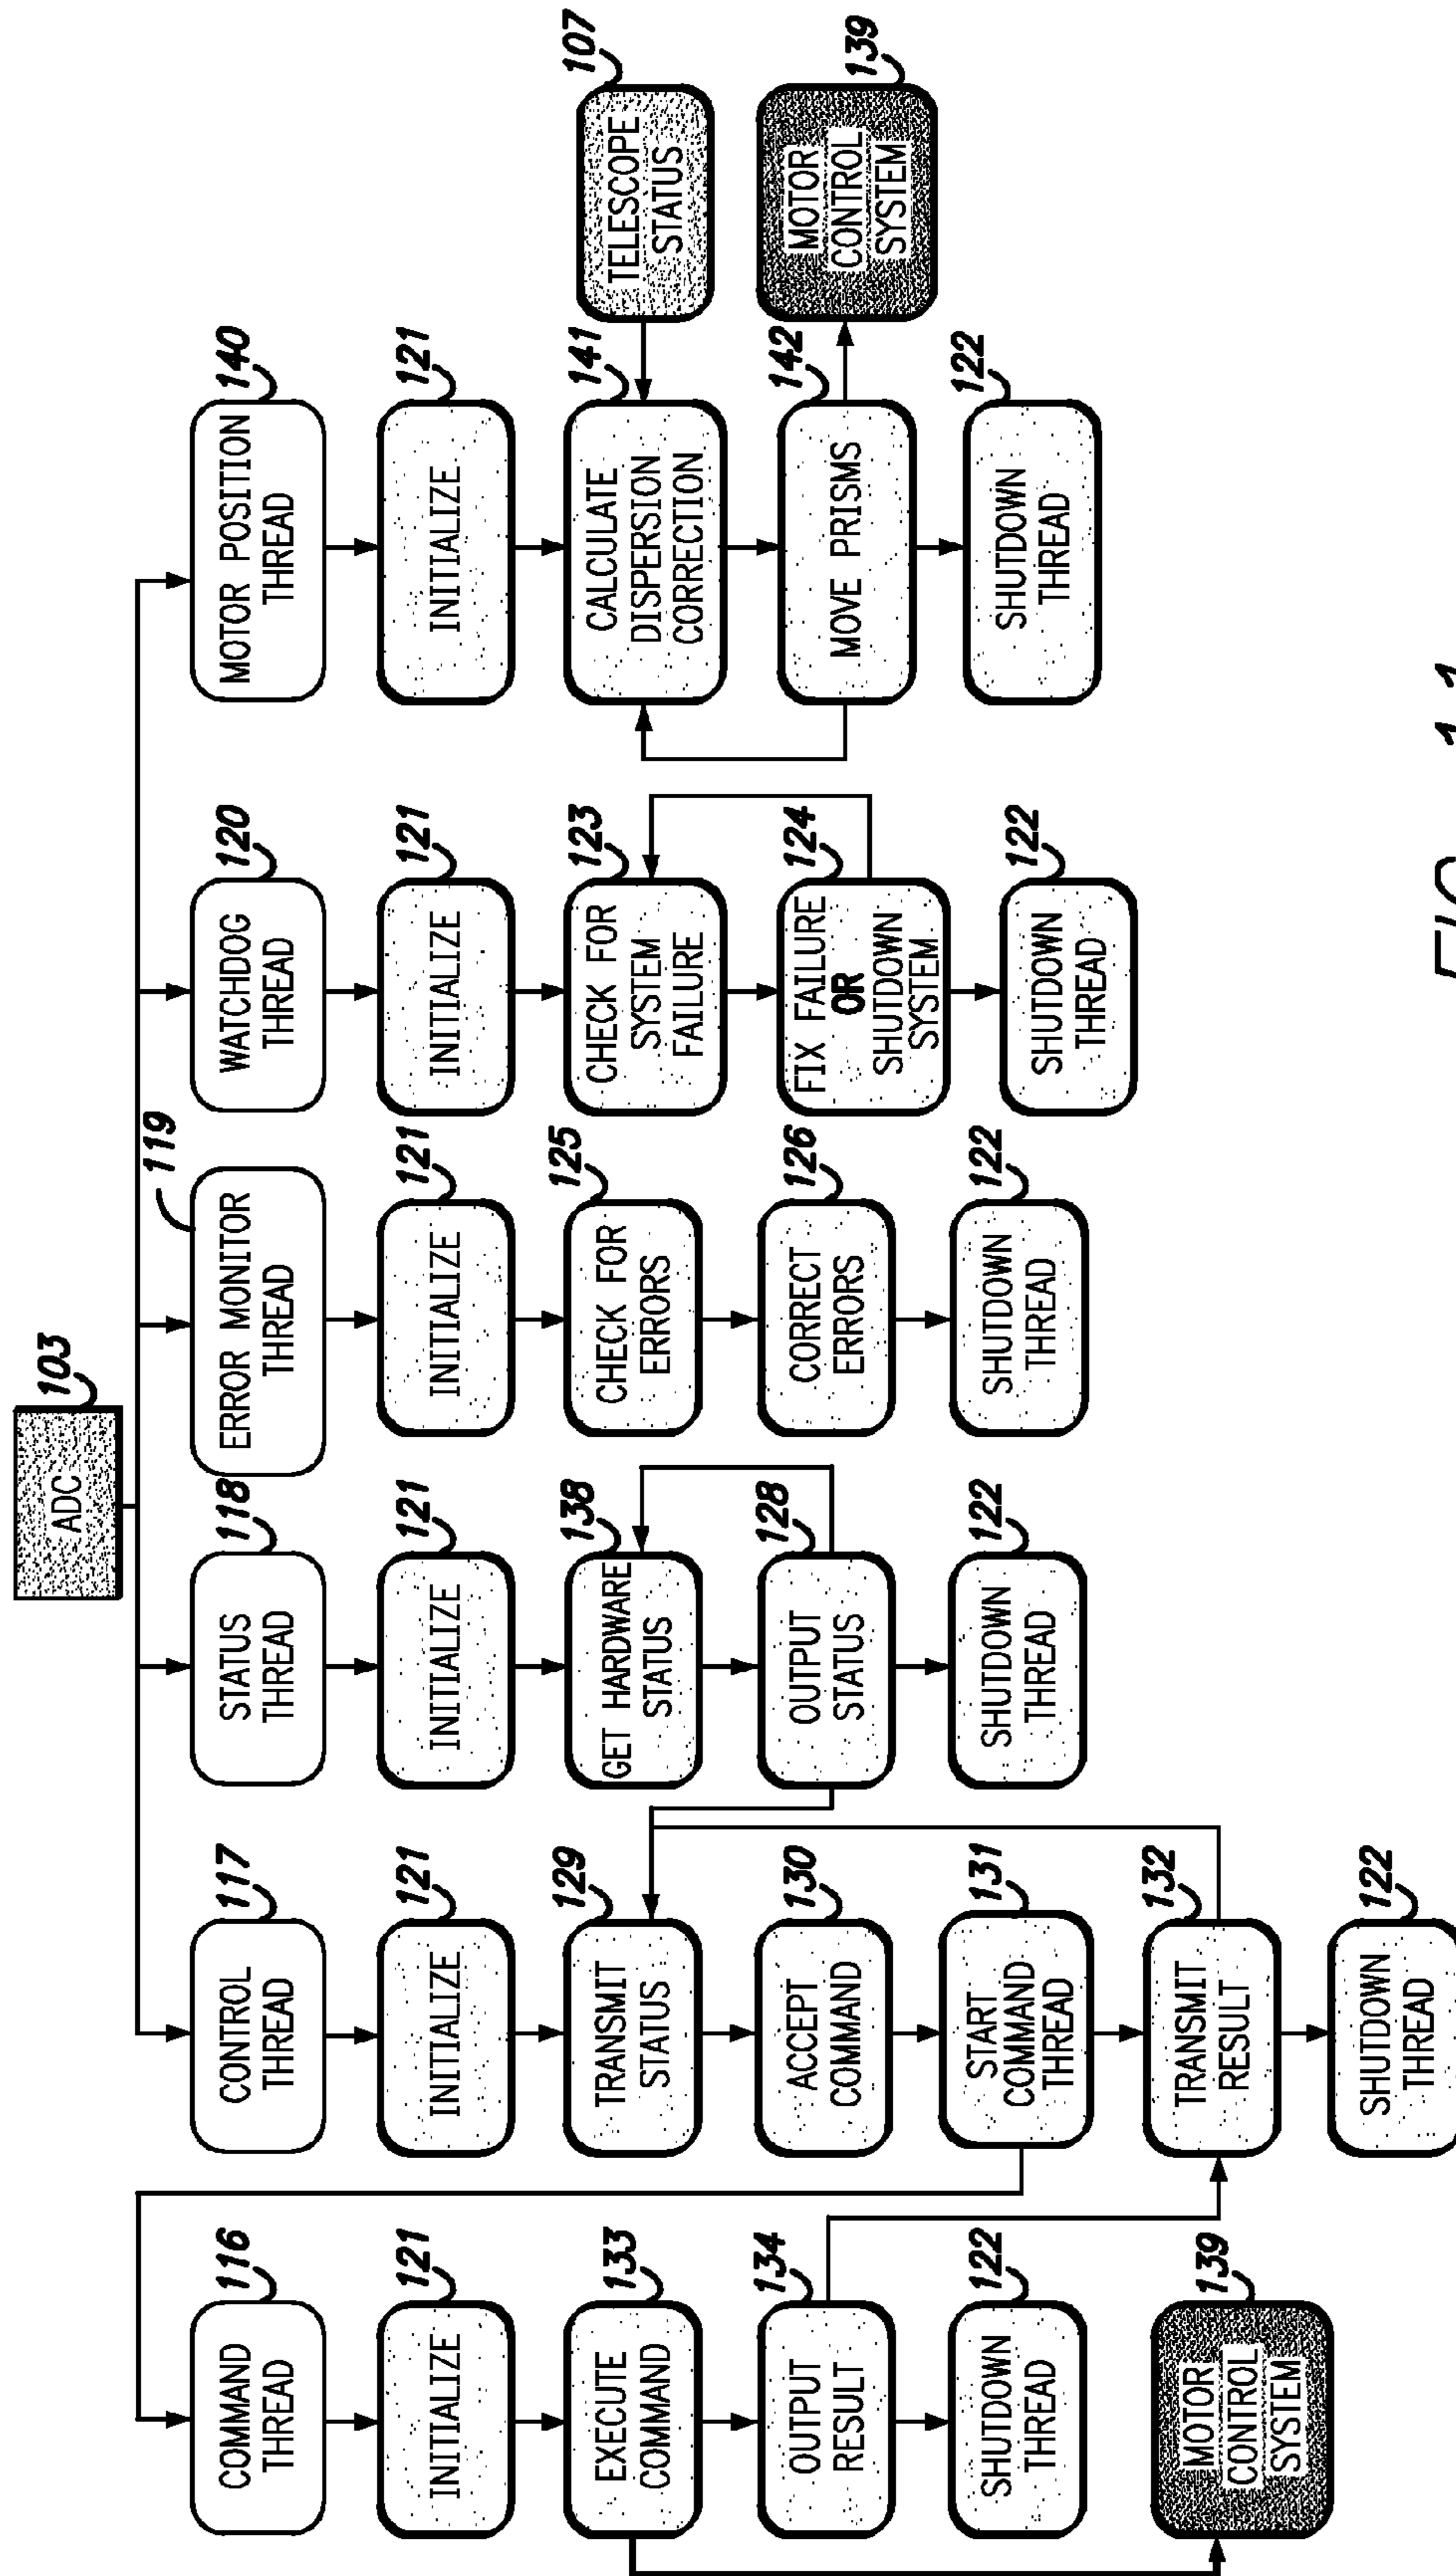 ADC
103
COMMAND
THREAD
116
CONTROL
THREAD
117
STATUS
THREAD
118
ERROR MONITOR
THREAD
119
WATCHDOG
THREAD
120
MOTOR POSITION
THREAD
140
INITIALIZE
121
INITIALIZE
121
INITIALIZE
121
INITIALIZE
121
INITIALIZE
121
INITIALIZE
121
EXECUTE
COMMAND
133
TRANSMIT
STATUS
129
GET HARDWARE
STATUS
138
CHECK FOR
ERRORS
125
CHECK FOR
SYSTEM
FAILURE
123
CALCULATE
DISPERSION
CORRECTION
141
TELESCOPE
STATUS
107
OUTPUT
RESULT
134
ACCEPT
COMMAND
130
OUTPUT
STATUS
128
CORRECT
ERRORS
126
FIX FAILURE
OR
SHUTDOWN
SYSTEM
124
MOVE PRISMS
142
MOTOR
CONTROL
SYSTEM
139
SHUTDOWN
THREAD
122
START
COMMAND
THREAD
131
SHUTDOWN
THREAD
122
SHUTDOWN
THREAD
122
SHUTDOWN
THREAD
122
SHUTDOWN
THREAD
122
MOTOR
CONTROL
SYSTEM
139
TRANSMIT
RESULT
132
SHUTDOWN
THREAD
122
FIG. 11